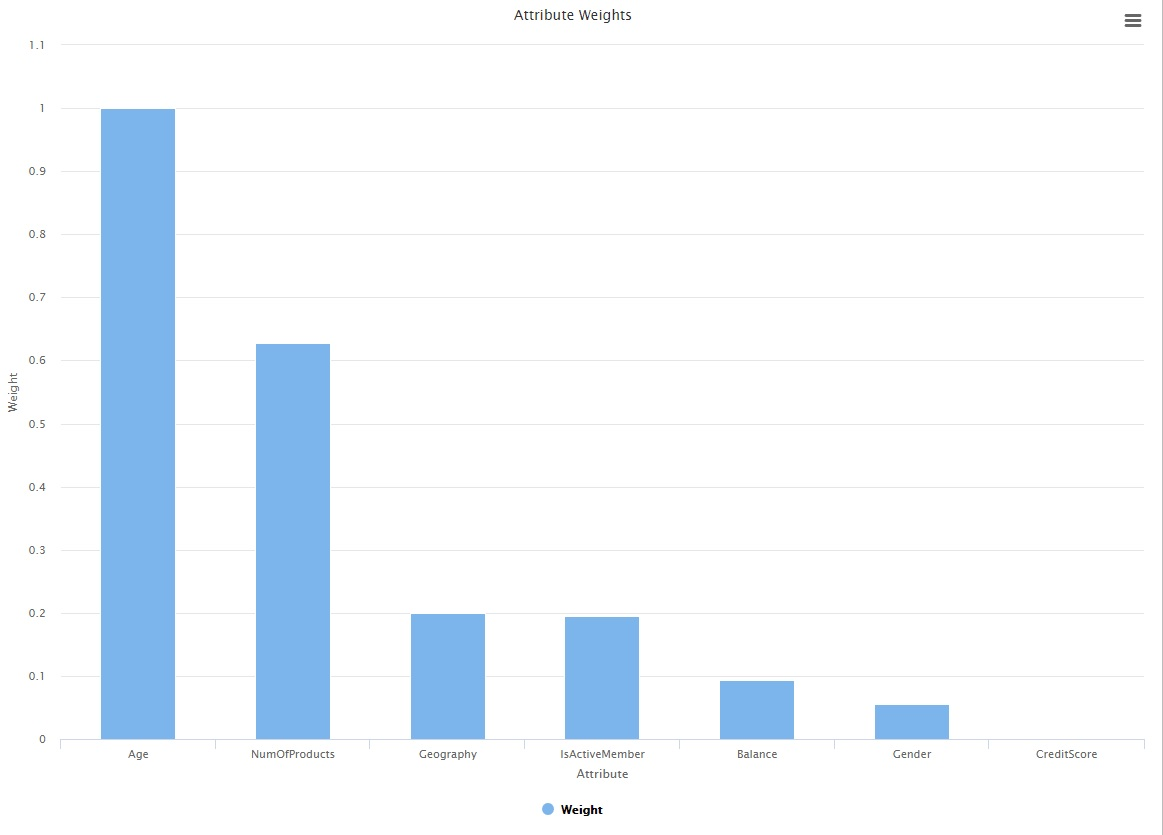 Attribute Weights
1.1
1
0.9
0.8
0.7
0.6
0.5
0.4
0.3
0.2
0.1
0
Weight
Age NumOfProducts Geography IsActiveMember Balance Gender CreditScore
Attribute
Weight